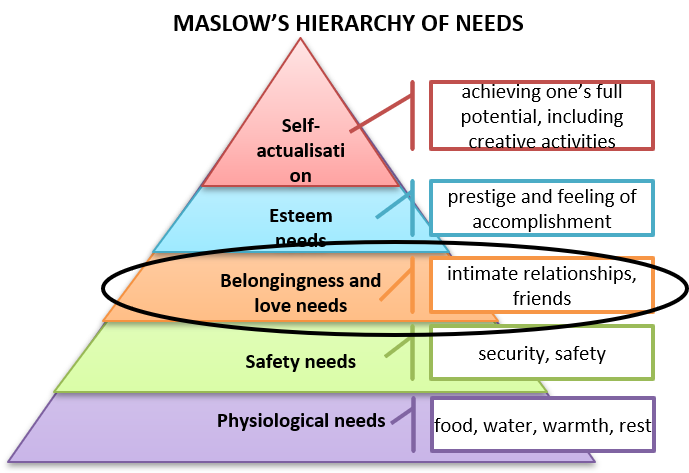 MASLOW’S HIERARCHY OF NEEDS
Self-
actualisati
on
achieving one’s full
potential, including
creative activities
Esteem
needs
prestige and feeling of
accomplishment
Belongingness and
love needs
intimate relationships,
friends
Safety needs
security, safety
Physiological needs
food, water, warmth, rest